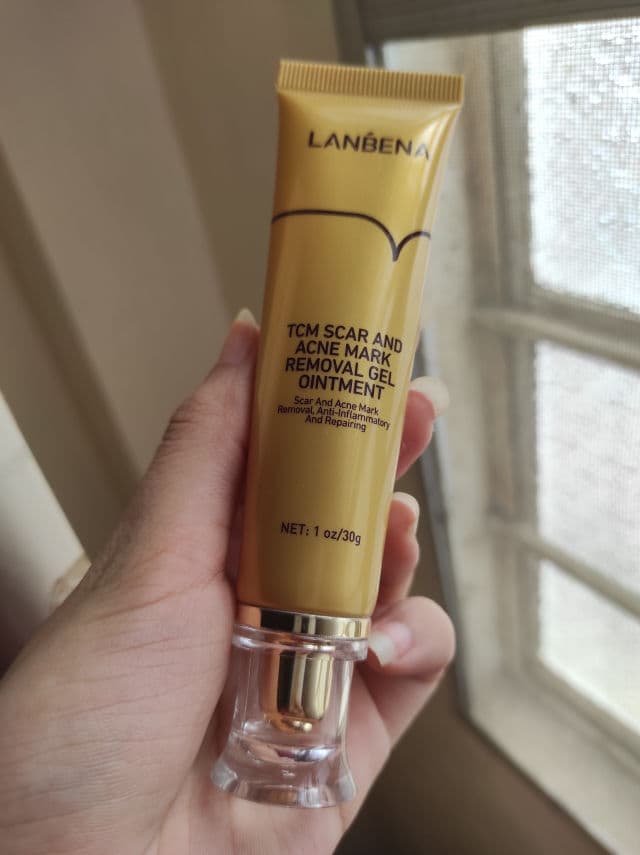 LANBENA
TCM SCAR AND
ACNE MARK
REMOVAL GEL
OINTMENT
Scar And Acne Mark
Removal, Anti-Inflammatory
And Repairing
NET: 1 oz/30g